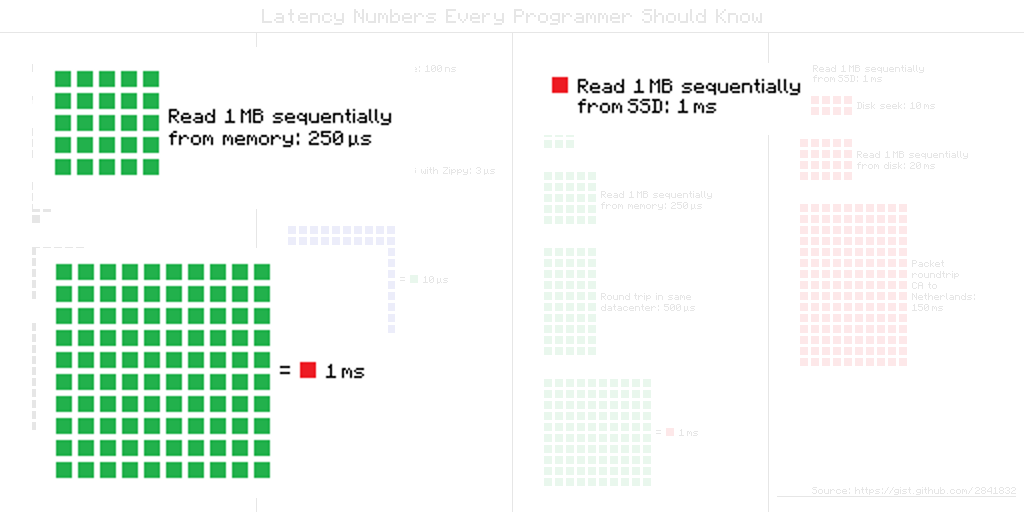 Latency Numbers Every Programmer Should Know
: 100 ns
Read 1 MB sequentially
from memory: 250 μs
with Zippy: 3 μs
= 10 μs
= 1 ms
Read 1 MB sequentially
from SSD: 1 ms
Read 1 MB sequentially
from memory: 250 μs
Round trip in same
datacenter: 500 μs
= 1 ms
Read 1 MB sequentially
from SSD: 1 ms
Disk seek: 10 ms
Read 1 MB sequentially
from disk: 20 ms
Packet
roundtrip
CA to
Netherlands:
150 ms
Source: https://gist.github.com/2841832